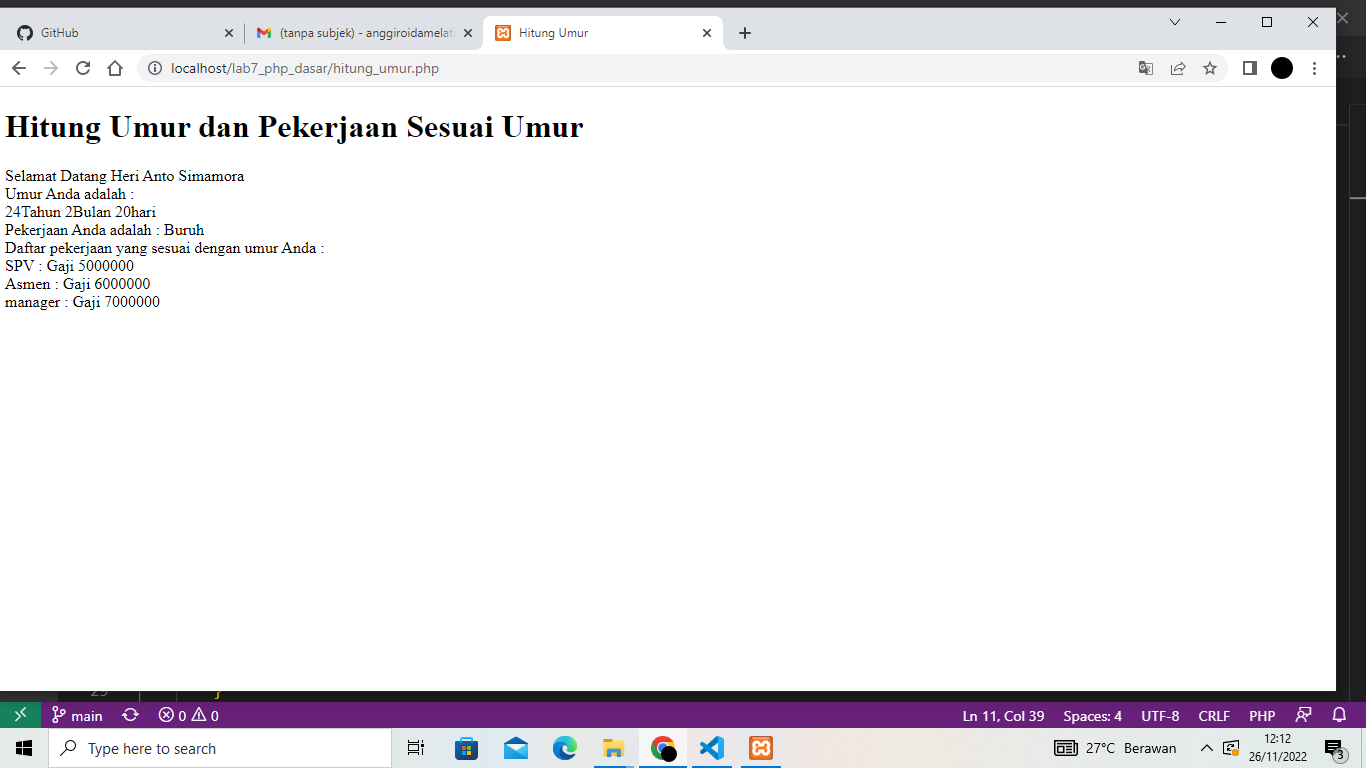 GitHub
(tanpa subjek) - anggiroidamelat
Hitung Umur
localhost/lab7_php_dasar/hitung_umur.php
Hitung Umur dan Pekerjaan Sesuai Umur
Selamat Datang Heri Anto Simamora
Umur Anda adalah :
24Tahun 2Bulan 20hari
Pekerjaan Anda adalah : Buruh
Daftar pekerjaan yang sesuai dengan umur Anda :
SPV : Gaji 5000000
Asmen : Gaji 6000000
manager : Gaji 7000000
main 0 0 Ln 11, Col 39 Spaces: 4 UTF-8 CRLF PHP
Type here to search
27°C Berawan
12:12
26/11/2022
3